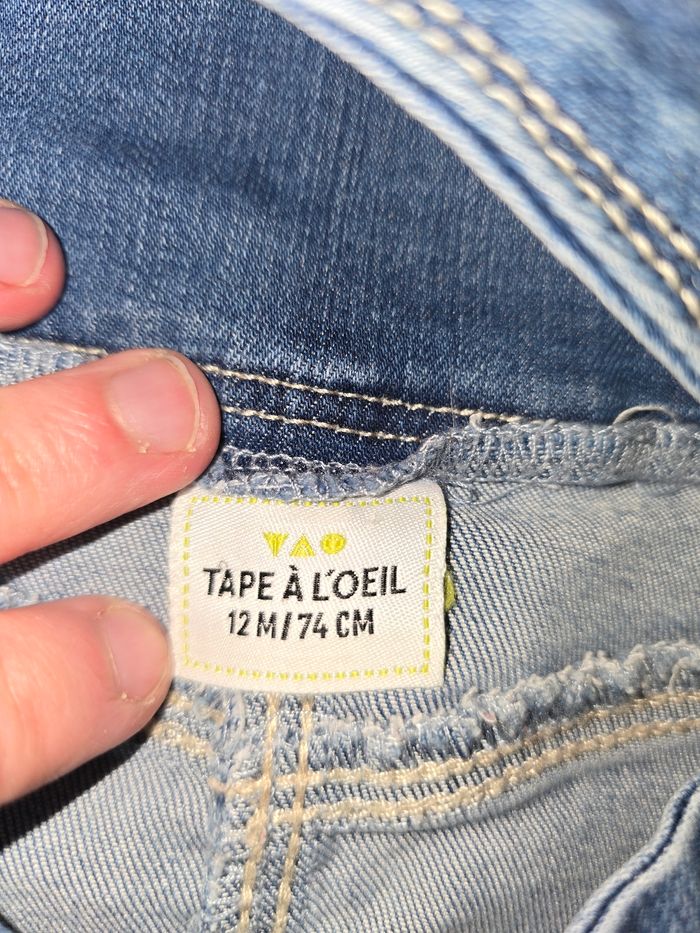 TAPE À L'OEIL
12 M/74 CM